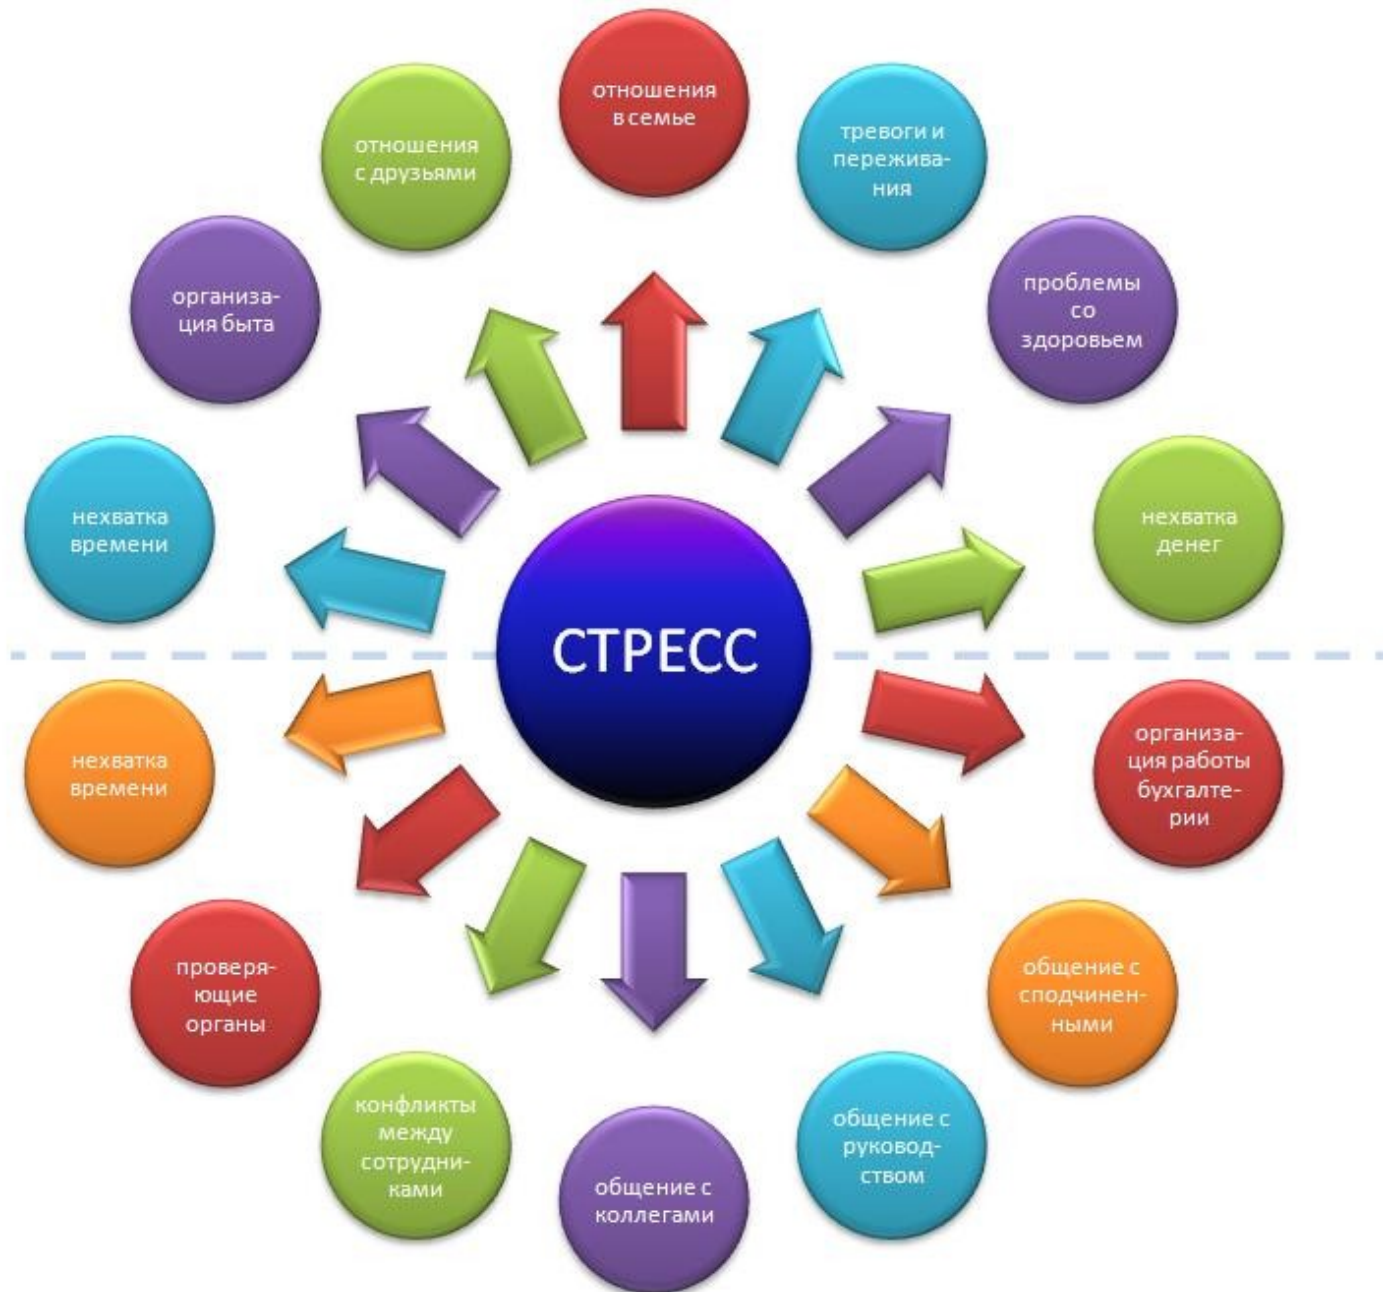 отношения
в семье
тревоги и
пережива-
ния
проблемы
со
здоровьем
нехватка
денег
организа-
ция работы
бухгалте-
рии
общение с
сподчинен-
ными
общение с
руковод-
ством
общение с
коллегами
конфликты
между
сотрудни-
ками
проверя-
ющие
органы
нехватка
времени
нехватка
времени
организа-
ция быта
отношения
с друзьями
СТРЕСС